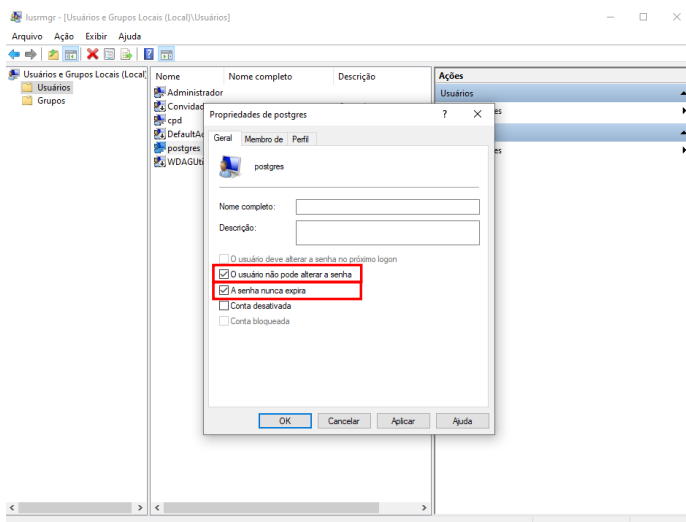 lusrmgr - [Usuários e Grupos Locais (Local)\Usuários]
Arquivo Ação Exibir Ajuda
Usuários e Grupos Locais (Local)
Usuários
Grupos
Nome Nome completo Descrição
Administrador
Convidad
cpd
DefaultAc
postgres
WDAGUti
Ações
Usuários
es
es
Propriedades de postgres ? ×
Geral Membro de Perfil
postgres
Nome completo:
Descrição:
O usuário deve alterar a senha no próximo logon
O usuário não pode alterar a senha
A senha nunca expira
Conta desativada
Conta bloqueada
OK Cancelar Aplicar Ajuda